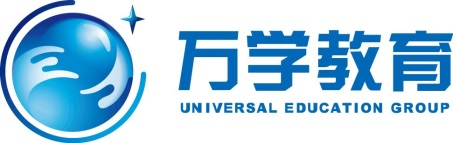 万学教育
UNIVERSAL EDUCATION GROUP